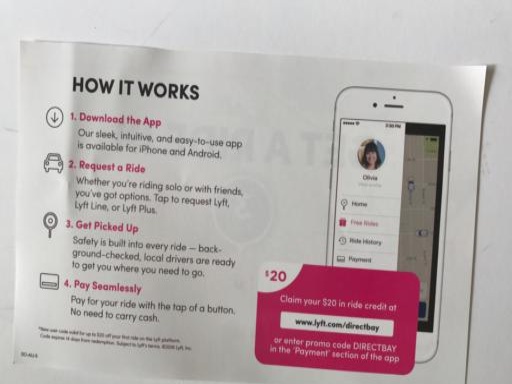 HOW IT WORKS
1. Download the App
Our sleek, intuitive, and easy-to-use app
is available for iPhone and Android.
2. Request a Ride
Whether you're riding solo or with friends,
you've got options. Tap to request Lyft,
Lyft Line, or Lyft Plus.
3. Get Picked Up
Safety is built into every ride — back-
ground-checked, local drivers are ready
to get you where you need to go.
4. Pay Seamlessly
Pay for your ride with the tap of a button.
No need to carry cash.
*New user code valid for up to $20 off your first ride on the Lyft platform.
Code expires 14 days from redemption. Subject to Lyft's terms. ©2016 Lyft, Inc.
Olivia
View profile
Home
Free Rides
Ride History
Payment
$20
Claim your $20 in ride credit at
www.lyft.com/directbay
or enter promo code DIRECTBAY
in the 'Payment' section of the app